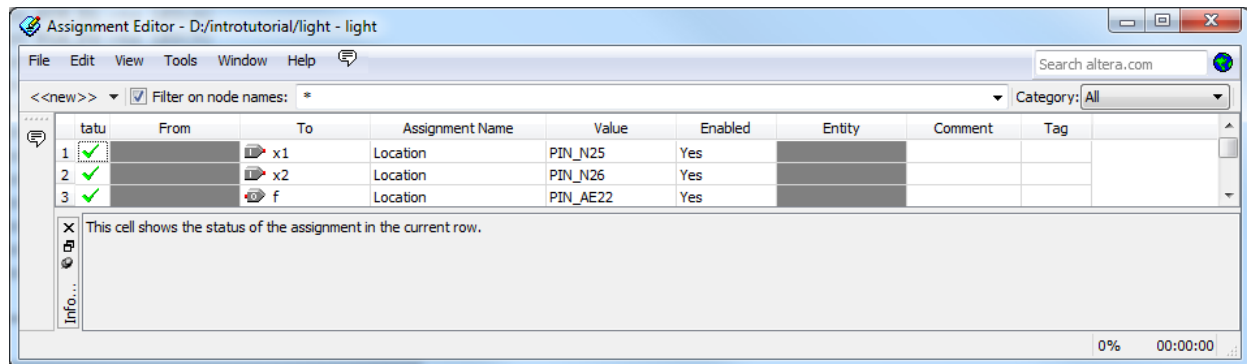 Assignment Editor - D:/introtutorial/light - light
File Edit View Tools Window Help Search altera.com
<<new>> Filter on node names: * Category: All
tatu From To Assignment Name Value Enabled Entity Comment Tag
1 x1 Location PIN_N25 Yes
2 x2 Location PIN_N26 Yes
3 f Location PIN_AE22 Yes
This cell shows the status of the assignment in the current row.
Info...
0% 00:00:00